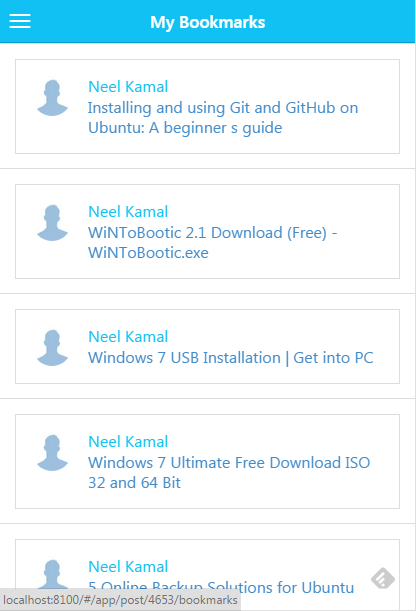 My Bookmarks
Neel Kamal
Installing and using Git and GitHub on
Ubuntu: A beginner s guide
Neel Kamal
WiNToBootic 2.1 Download (Free) -
WiNToBootic.exe
Neel Kamal
Windows 7 USB Installation | Get into PC
Neel Kamal
Windows 7 Ultimate Free Download ISO
32 and 64 Bit
Neel Kamal
5 Online Backup Solutions for Ubuntu
localhost:8100/#/app/post/4653/bookmarks